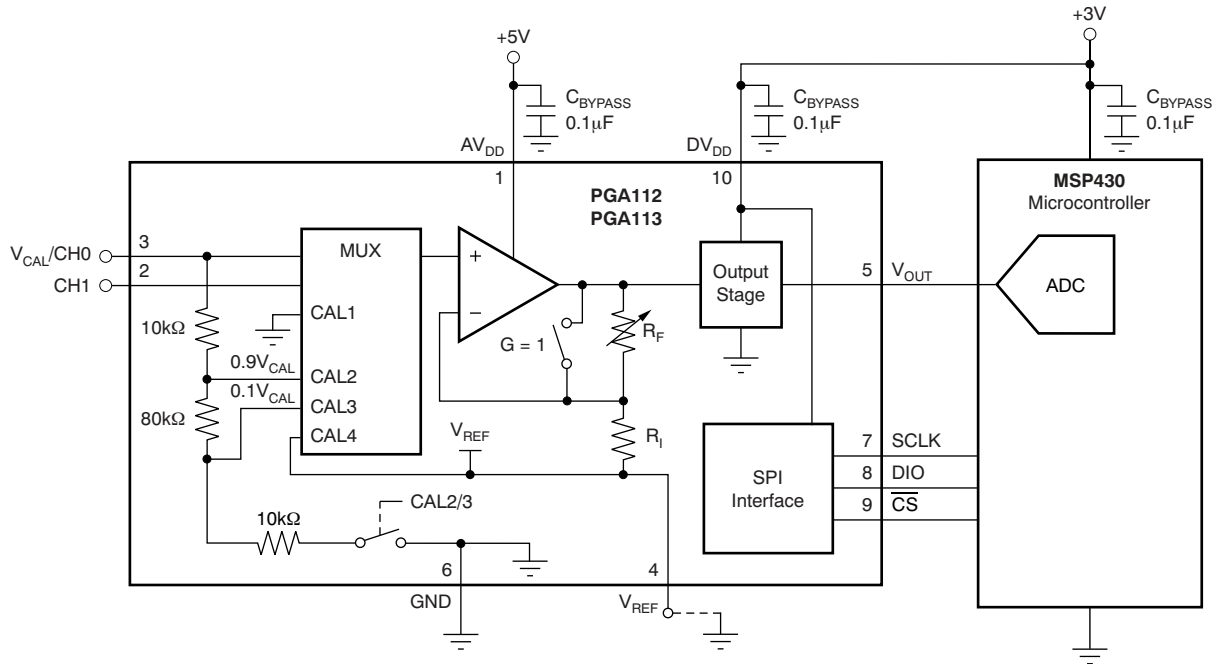 +3V
+5V
C_BYPASS
0.1μF
C_BYPASS
0.1μF
C_BYPASS
0.1μF
AV_DD
DV_DD
1
10
PGA112
PGA113
MSP430
Microcontroller
3
V_CAL/CH0
2
CH1
MUX
+
−
Output
Stage
5
V_OUT
ADC
CAL1
10kΩ
G = 1
R_F
0.9V_CAL
CAL2
0.1V_CAL
CAL3
80kΩ
CAL4
V_REF
R_I
7
SCLK
SPI
Interface
8
DIO
9
C̅S̅
CAL2/3
10kΩ
6
4
GND
V_REF